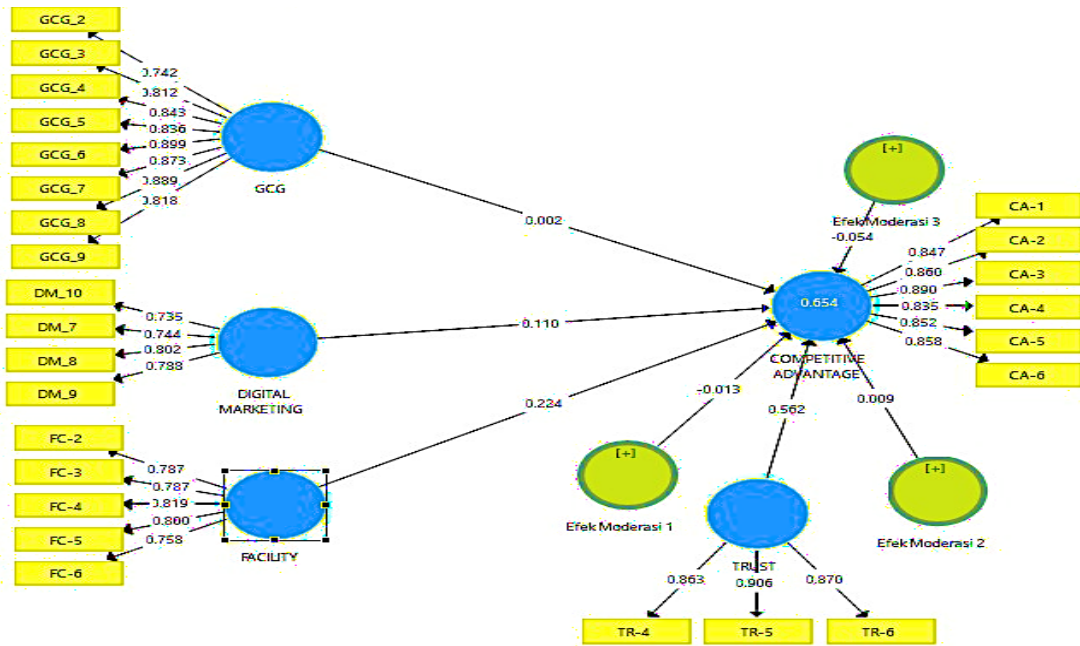 GCG_2
GCG_3
GCG_4
GCG_5
GCG_6
GCG_7
GCG_8
GCG_9
0.742
0.812
0.843
0.836
0.899
0.873
0.889
0.818
GCG
0.002
DM_10
DM_7
DM_8
DM_9
0.735
0.744
0.802
0.788
DIGITAL
MARKETING
0.110
FC-2
FC-3
FC-4
FC-5
FC-6
0.787
0.787
0.819
0.860
0.758
FACILITY
0.224
[+]
Efek Moderasi 3
-0.054
0.654
COMPETITIVE
ADVANTAGE
CA-1
CA-2
CA-3
CA-4
CA-5
CA-6
0.847
0.860
0.890
0.835
0.852
0.858
-0.013
0.562
0.009
[+]
Efek Moderasi 1
[+]
Efek Moderasi 2
TRUST
0.863
0.906
0.870
TR-4
TR-5
TR-6